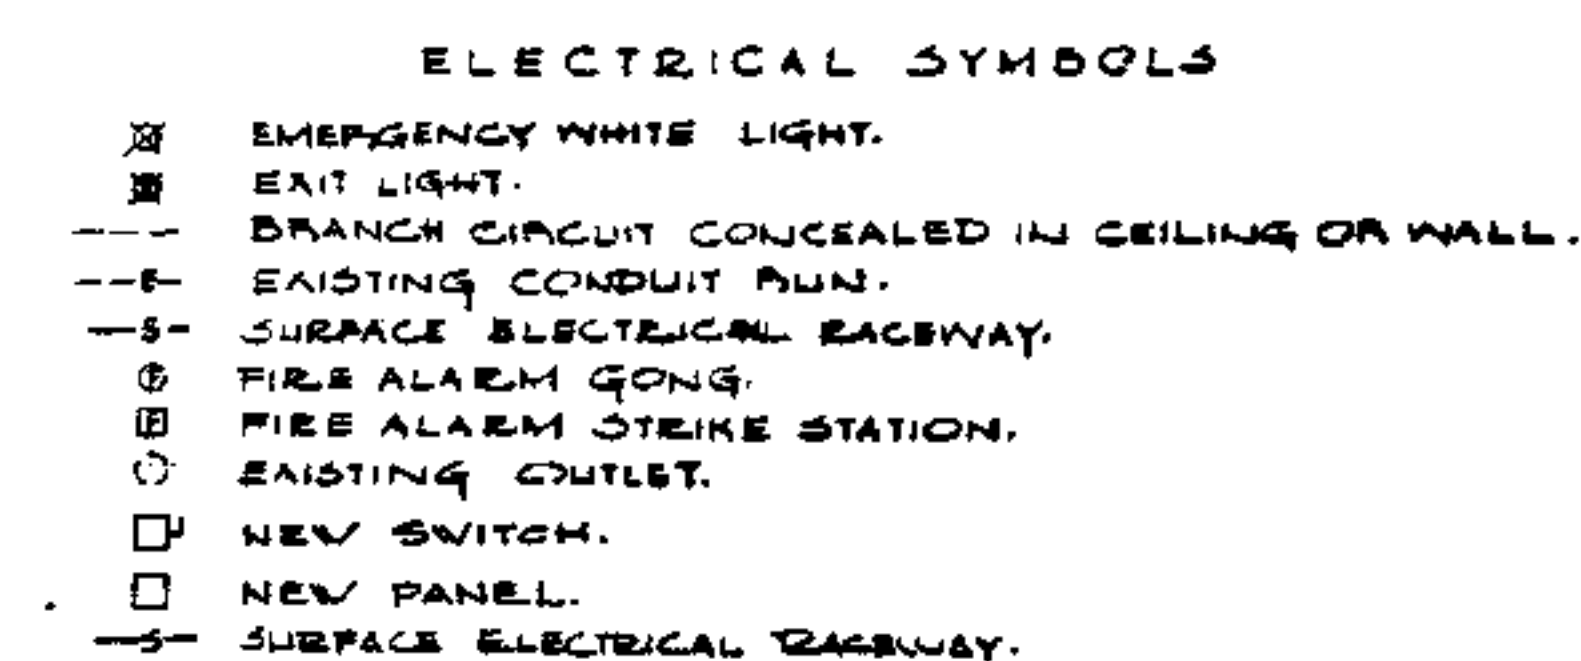 ELECTRICAL SYMBOLS
EMERGENCY WHITE LIGHT.
EXIT LIGHT.
BRANCH CIRCUIT CONCEALED IN CEILING OR WALL.
E EXISTING CONDUIT RUN.
S SURFACE ELECTRICAL RACEWAY.
F FIRE ALARM GONG.
F FIRE ALARM STRIKE STATION.
EXISTING OUTLET.
NEW SWITCH.
NEW PANEL.
S SURFACE ELECTRICAL RACEWAY.